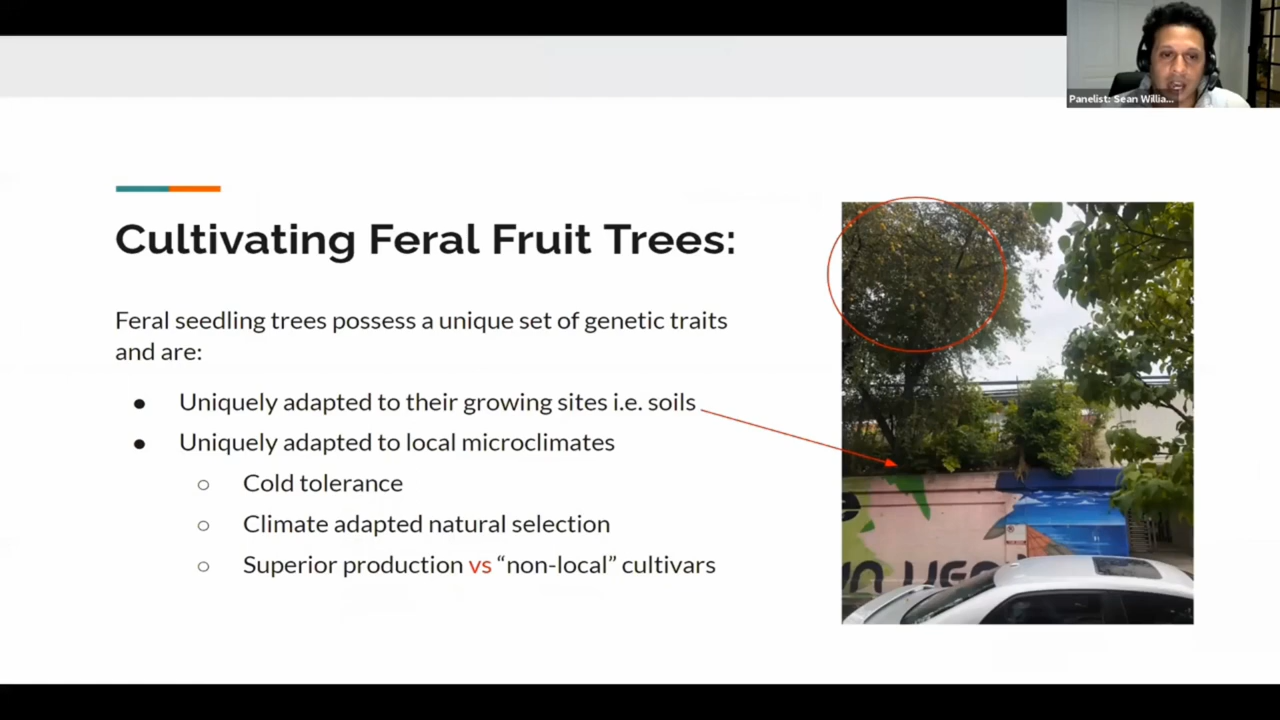 Panelist: Sean Willia...
Cultivating Feral Fruit Trees:
Feral seedling trees possess a unique set of genetic traits
and are:
● Uniquely adapted to their growing sites i.e. soils
● Uniquely adapted to local microclimates
○ Cold tolerance
○ Climate adapted natural selection
○ Superior production vs “non-local” cultivars